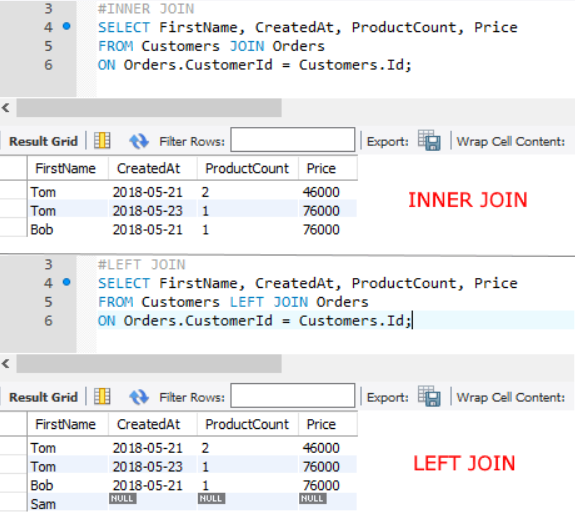 3 #INNER JOIN
4 SELECT FirstName, CreatedAt, ProductCount, Price
5 FROM Customers JOIN Orders
6 ON Orders.CustomerId = Customers.Id;
Result Grid Filter Rows: Export: Wrap Cell Content:
FirstName CreatedAt ProductCount Price
Tom 2018-05-21 2 46000
Tom 2018-05-23 1 76000
Bob 2018-05-21 1 76000
INNER JOIN
3 #LEFT JOIN
4 SELECT FirstName, CreatedAt, ProductCount, Price
5 FROM Customers LEFT JOIN Orders
6 ON Orders.CustomerId = Customers.Id;
Result Grid Filter Rows: Export: Wrap Cell Content:
FirstName CreatedAt ProductCount Price
Tom 2018-05-21 2 46000
Tom 2018-05-23 1 76000
Bob 2018-05-21 1 76000
Sam NULL NULL NULL
LEFT JOIN